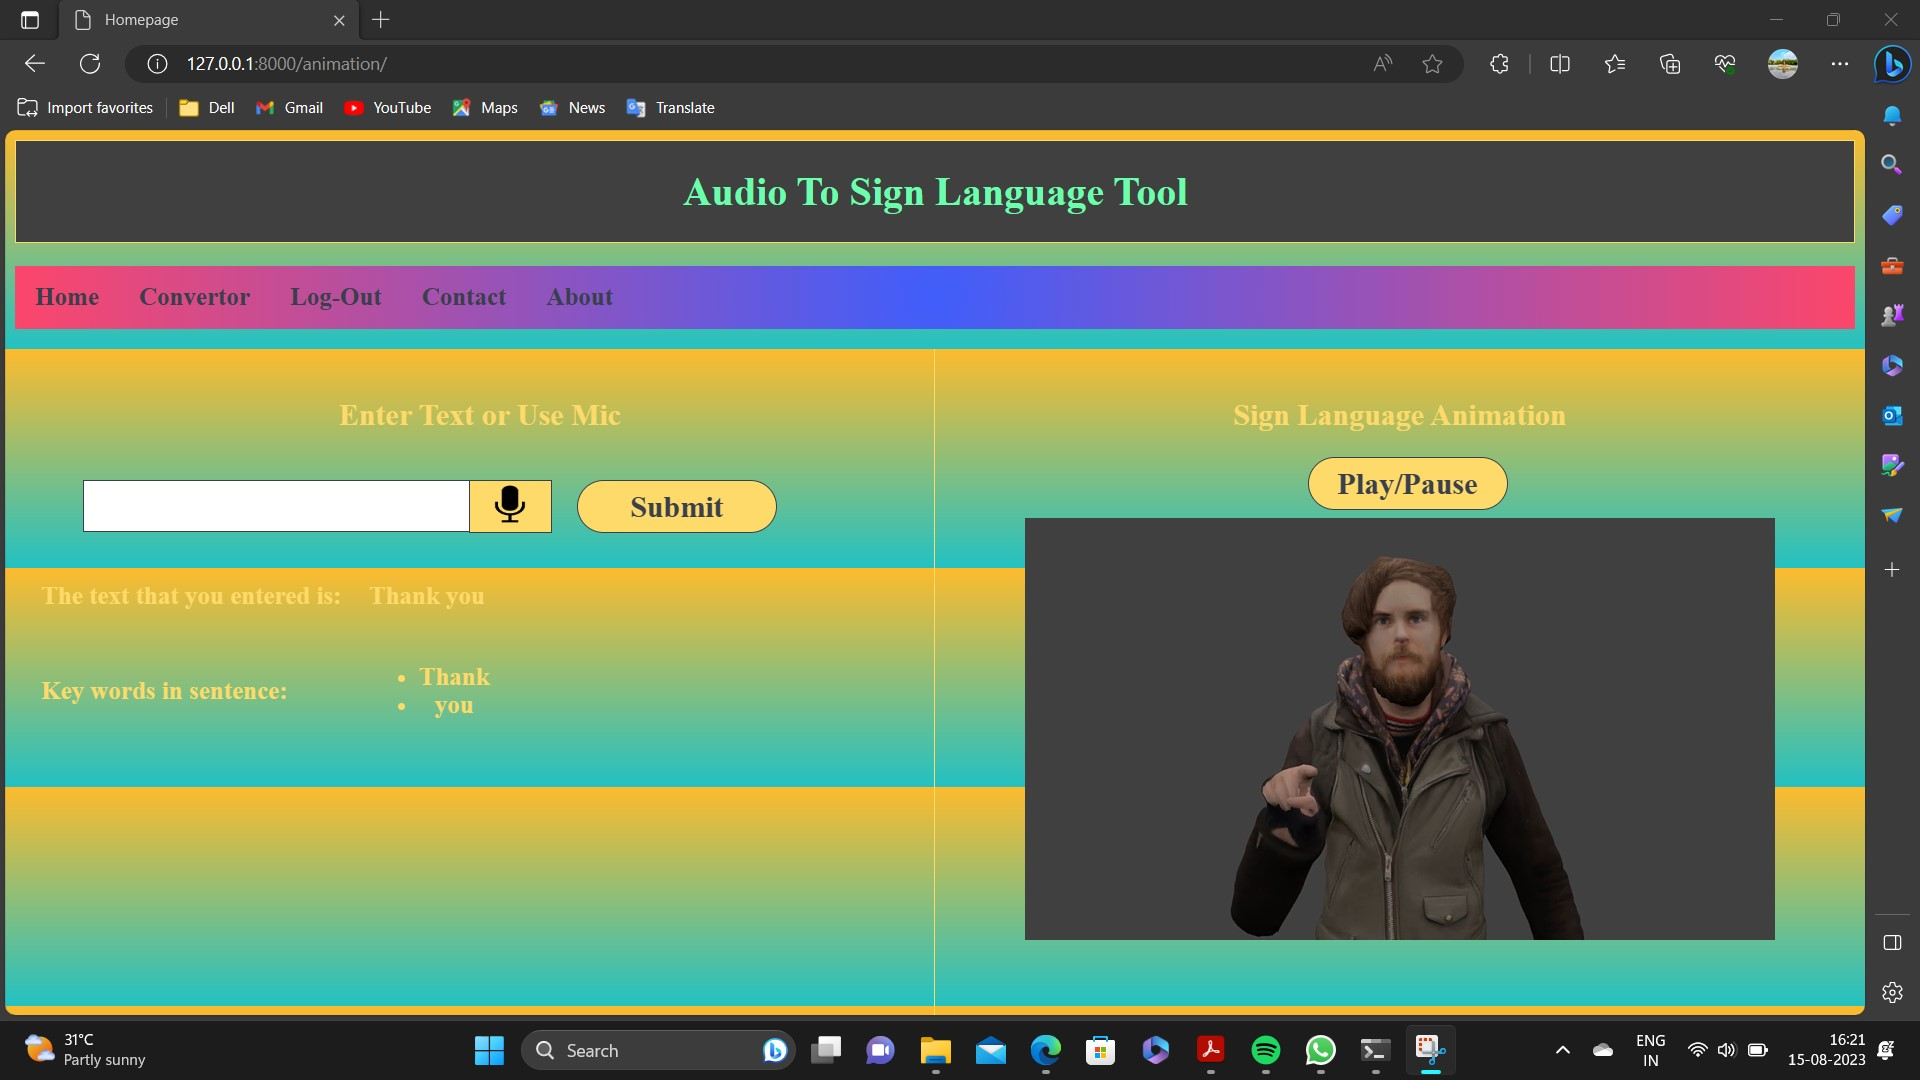 Homepage
127.0.0.1:8000/animation/
Import favorites Dell Gmail YouTube Maps News Translate
Audio To Sign Language Tool
Home Convertor Log-Out Contact About
Enter Text or Use Mic
Submit
The text that you entered is: Thank you
Key words in sentence:
• Thank
• you
Sign Language Animation
Play/Pause
31°C
Partly sunny
Search
ENG
IN
16:21
15-08-2023